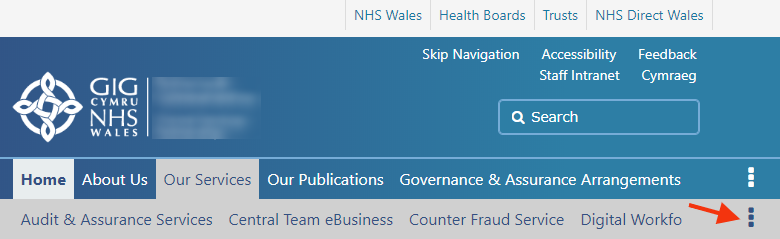 NHS Wales Health Boards Trusts NHS Direct Wales
Skip Navigation Accessibility Feedback
Staff Intranet Cymraeg
GIG
CYMRU
NHS
WALES
Search
Home About Us Our Services Our Publications Governance & Assurance Arrangements
Audit & Assurance Services Central Team eBusiness Counter Fraud Service Digital Workfo